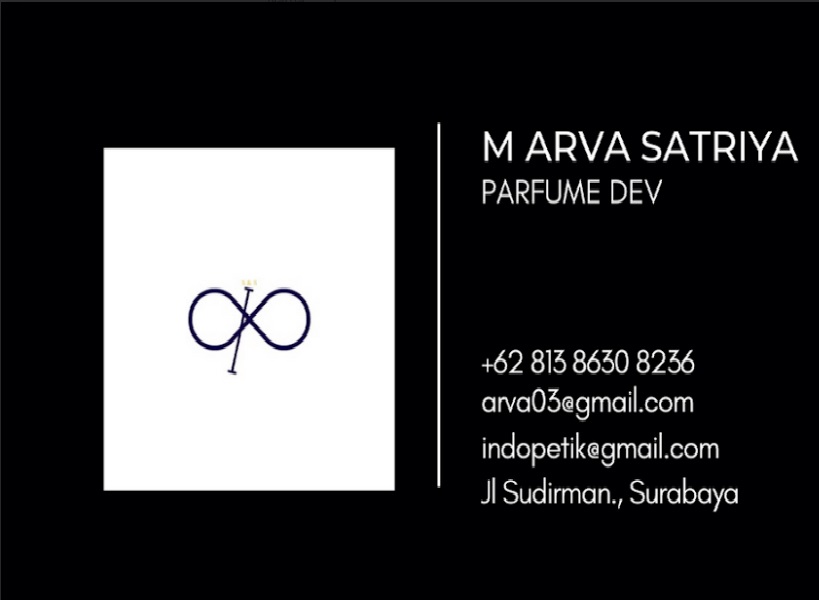 M ARVA SATRIYA
PARFUME DEV
+62 813 8630 8236
arva03@gmail.com
indopetik@gmail.com
Jl Sudirman., Surabaya